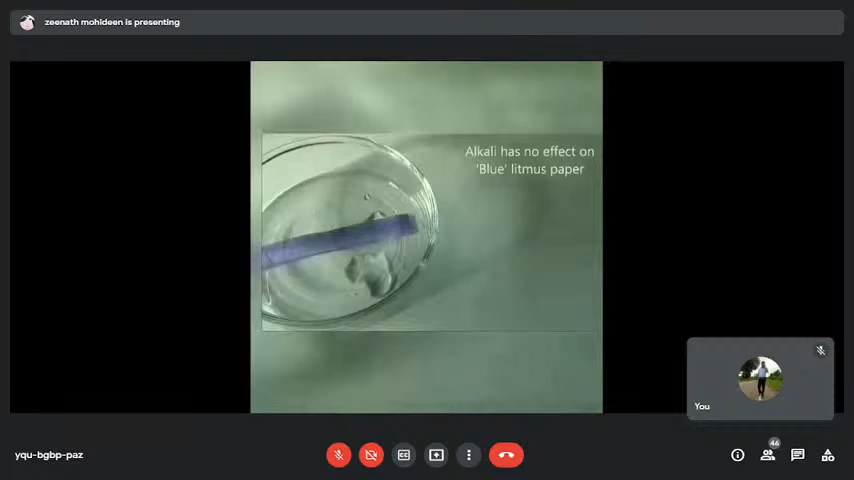 zeenath mohideen is presenting
Alkali has no effect on
'Blue' litmus paper
You
46
yqu-bgbp-paz